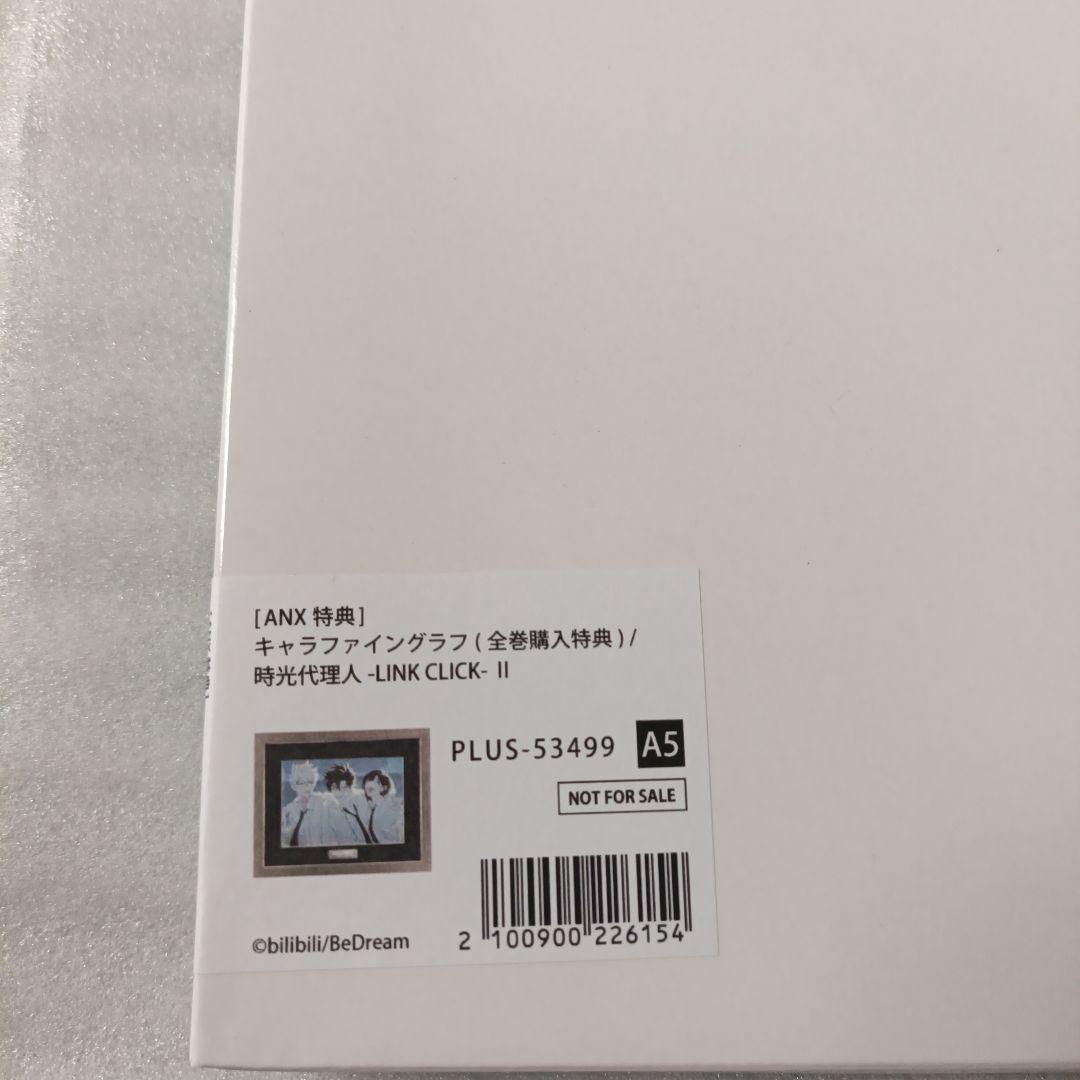 [ANX 特典]
キャラファイングラフ(全巻購入特典)/
時光代理人 -LINK CLICK- Ⅱ
PLUS-53499 A5
NOT FOR SALE
2 100900 226154
©bilibili/BeDream